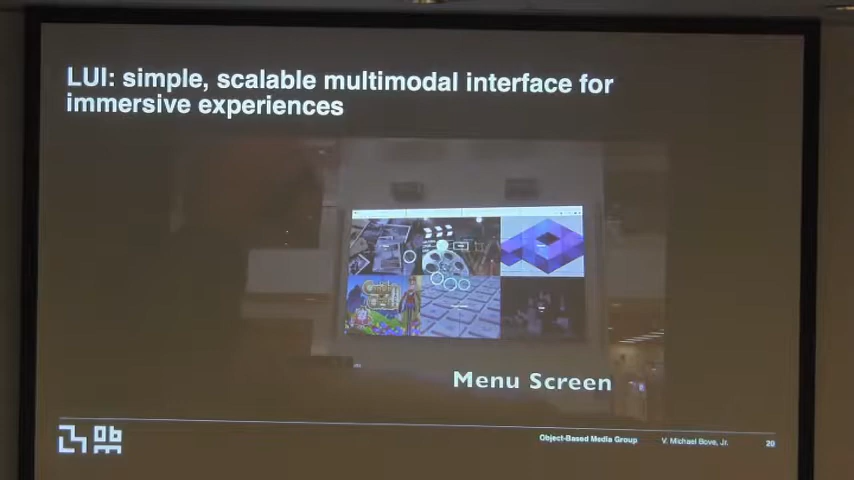 LUI: simple, scalable multimodal interface for
immersive experiences
Menu Screen
Object-Based Media Group
V. Michael Bove, Jr.
20